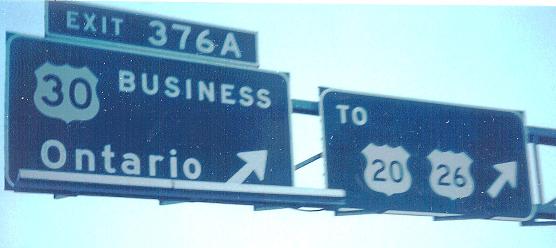 EXIT 376A
30 BUSINESS
Ontario
TO
20 26